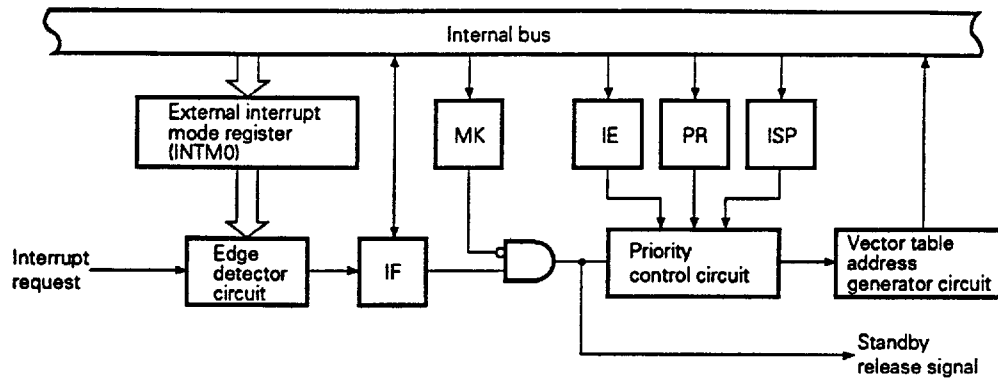 Internal bus
External interrupt
mode register
(INTM0)
MK
IE
PR
ISP
Interrupt
request
Edge
detector
circuit
IF
Priority
control circuit
Vector table
address
generator circuit
Standby
release signal